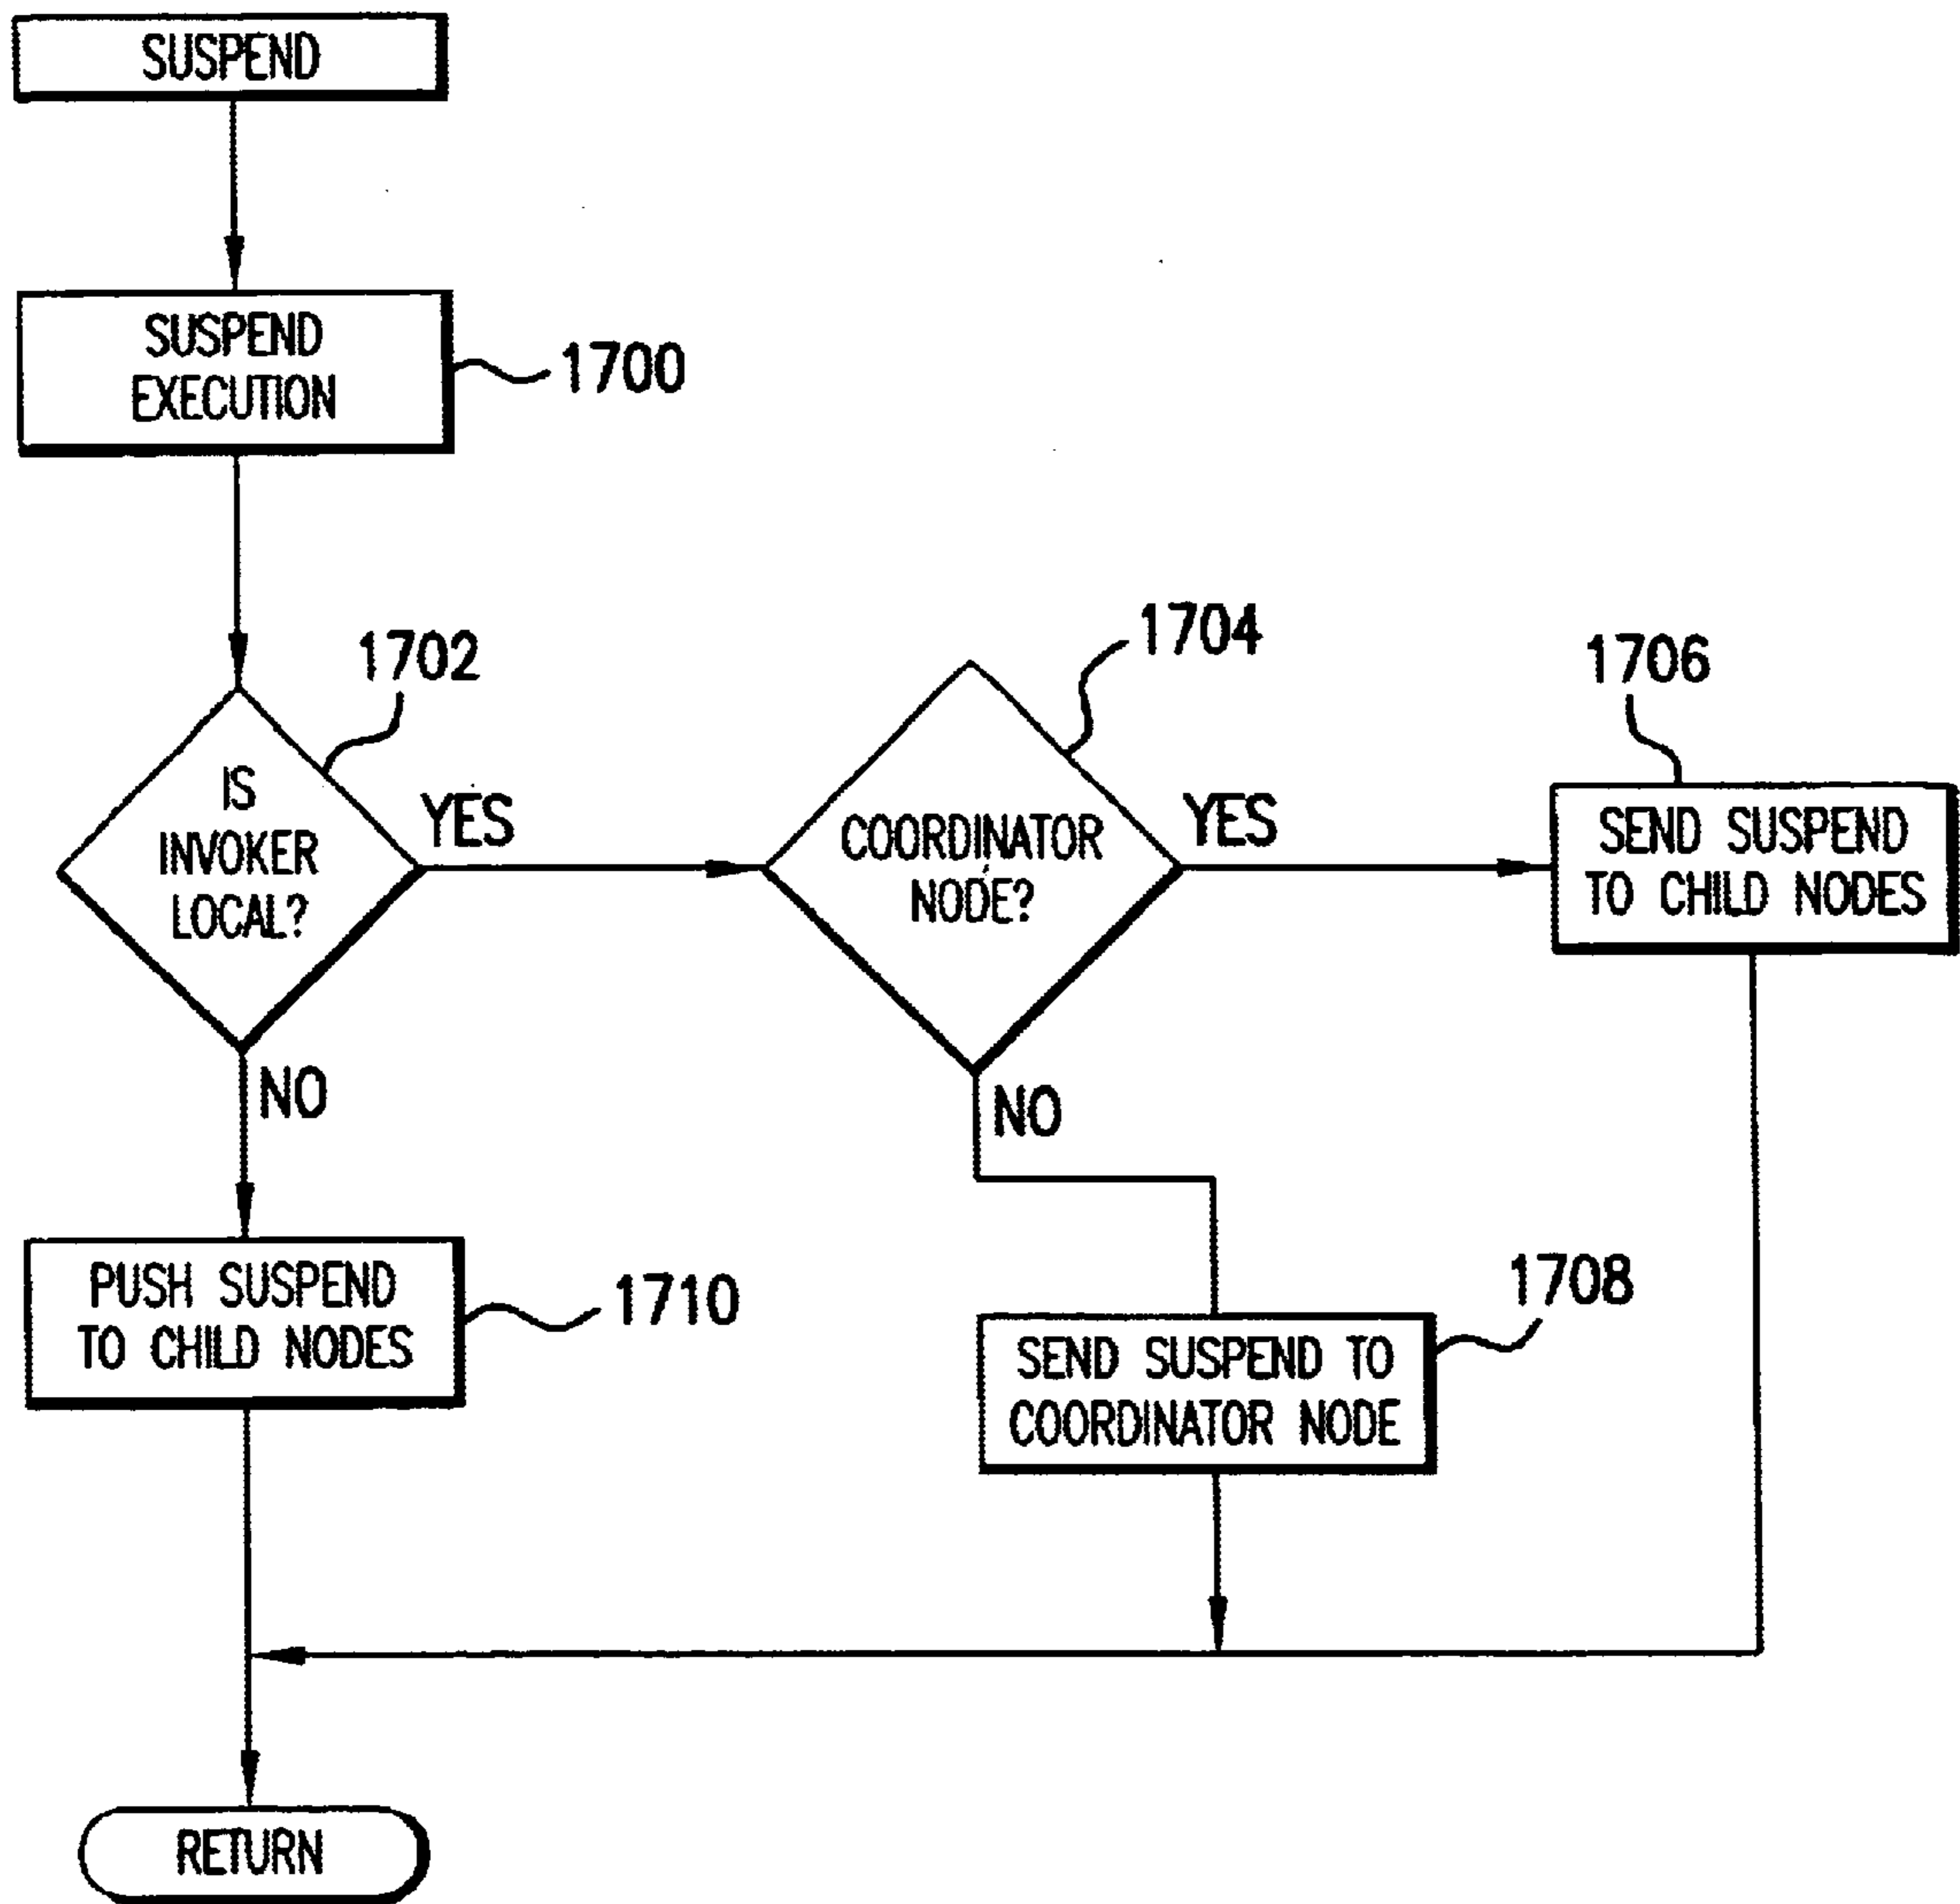 SUSPEND
SUSPEND
EXECUTION
1700
1702
IS
INVOKER
LOCAL?
YES
NO
1704
COORDINATOR
NODE?
YES
NO
1706
SEND SUSPEND
TO CHILD NODES
PUSH SUSPEND
TO CHILD NODES
1710
1708
SEND SUSPEND TO
COORDINATOR NODE
RETURN